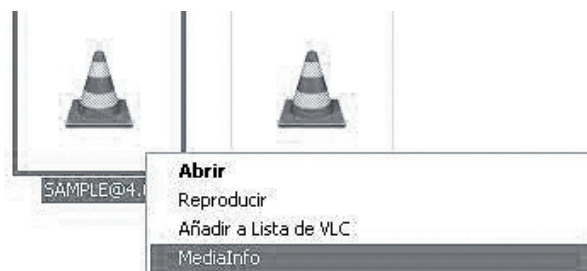 SAMPLE@4.
Abrir
Reproducir
Añadir a Lista de VLC
MediaInfo